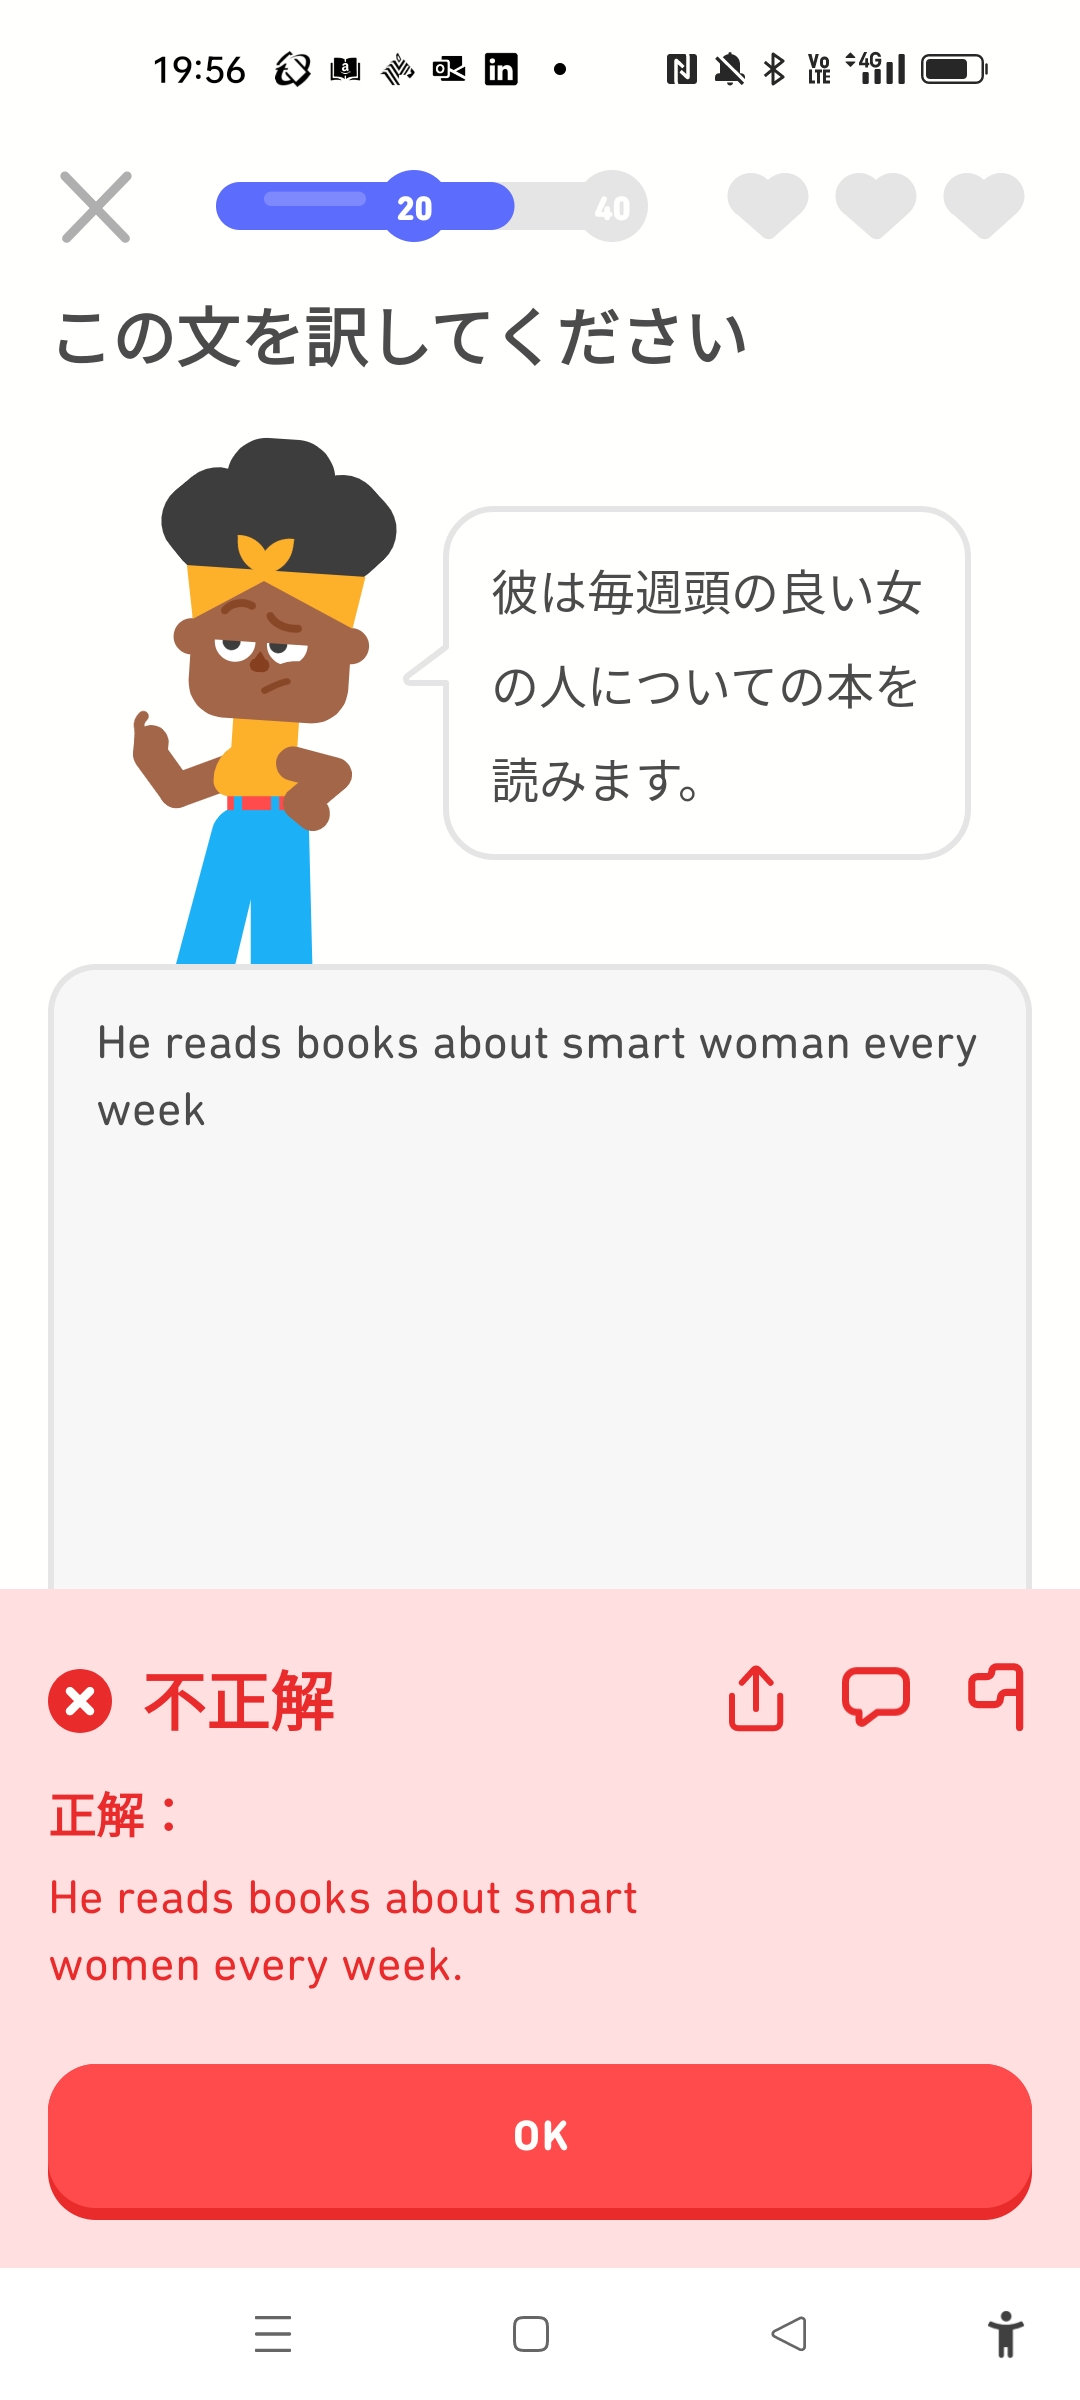 19:56
Vo LTE 4G
20 40
この文を訳してください
彼は毎週頭の良い女
の人についての本を
読みます。
He reads books about smart woman every
week
不正解
正解：
He reads books about smart
women every week.
OK